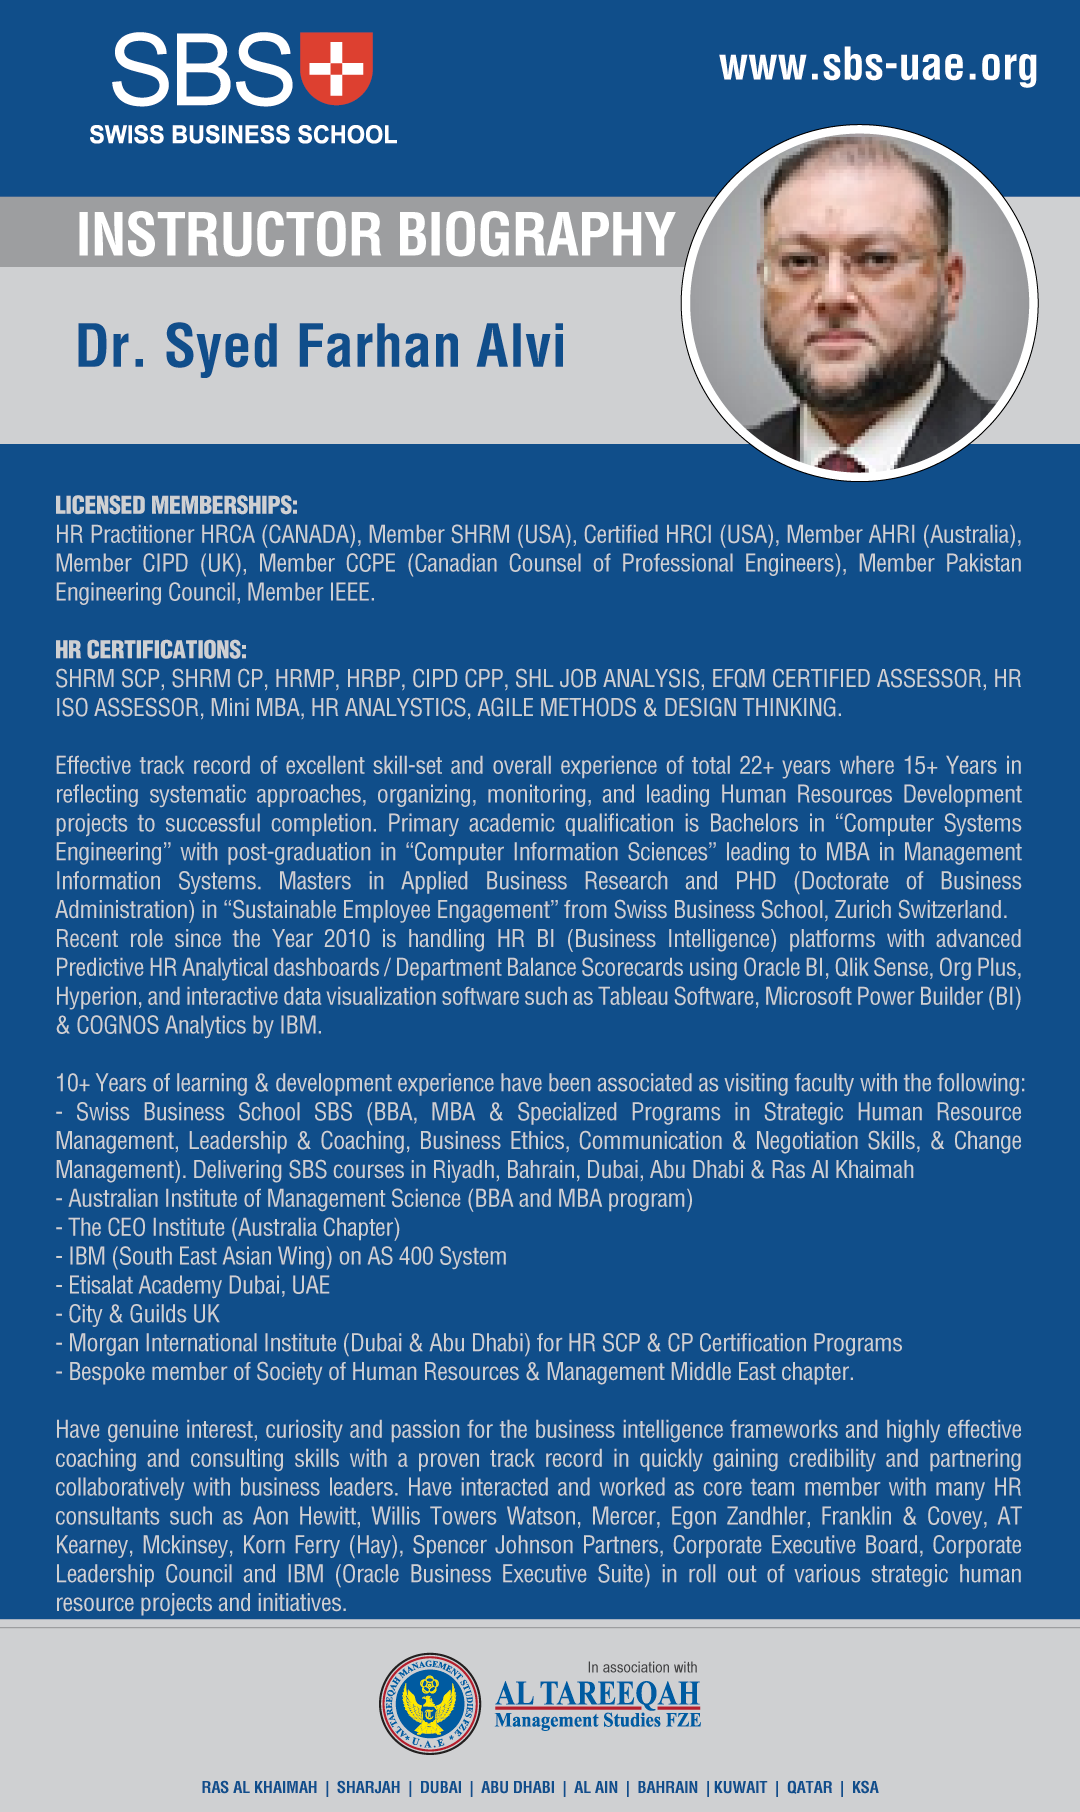 SBS
SWISS BUSINESS SCHOOL
www.sbs-uae.org
INSTRUCTOR BIOGRAPHY
Dr. Syed Farhan Alvi
LICENSED MEMBERSHIPS:
HR Practitioner HRCA (CANADA), Member SHRM (USA), Certified HRCI (USA), Member AHRI (Australia),
Member CIPD (UK), Member CCPE (Canadian Counsel of Professional Engineers), Member Pakistan
Engineering Council, Member IEEE.
HR CERTIFICATIONS:
SHRM SCP, SHRM CP, HRMP, HRBP, CIPD CPP, SHL JOB ANALYSIS, EFQM CERTIFIED ASSESSOR, HR
ISO ASSESSOR, Mini MBA, HR ANALYSTICS, AGILE METHODS & DESIGN THINKING.
Effective track record of excellent skill-set and overall experience of total 22+ years where 15+ Years in
reflecting systematic approaches, organizing, monitoring, and leading Human Resources Development
projects to successful completion. Primary academic qualification is Bachelors in “Computer Systems
Engineering” with post-graduation in “Computer Information Sciences” leading to MBA in Management
Information Systems. Masters in Applied Business Research and PHD (Doctorate of Business
Administration) in “Sustainable Employee Engagement” from Swiss Business School, Zurich Switzerland.
Recent role since the Year 2010 is handling HR BI (Business Intelligence) platforms with advanced
Predictive HR Analytical dashboards / Department Balance Scorecards using Oracle BI, Qlik Sense, Org Plus,
Hyperion, and interactive data visualization software such as Tableau Software, Microsoft Power Builder (BI)
& COGNOS Analytics by IBM.
10+ Years of learning & development experience have been associated as visiting faculty with the following:
- Swiss Business School SBS (BBA, MBA & Specialized Programs in Strategic Human Resource
Management, Leadership & Coaching, Business Ethics, Communication & Negotiation Skills, & Change
Management). Delivering SBS courses in Riyadh, Bahrain, Dubai, Abu Dhabi & Ras Al Khaimah
- Australian Institute of Management Science (BBA and MBA program)
- The CEO Institute (Australia Chapter)
- IBM (South East Asian Wing) on AS 400 System
- Etisalat Academy Dubai, UAE
- City & Guilds UK
- Morgan International Institute (Dubai & Abu Dhabi) for HR SCP & CP Certification Programs
- Bespoke member of Society of Human Resources & Management Middle East chapter.
Have genuine interest, curiosity and passion for the business intelligence frameworks and highly effective
coaching and consulting skills with a proven track record in quickly gaining credibility and partnering
collaboratively with business leaders. Have interacted and worked as core team member with many HR
consultants such as Aon Hewitt, Willis Towers Watson, Mercer, Egon Zandhler, Franklin & Covey, AT
Kearney, Mckinsey, Korn Ferry (Hay), Spencer Johnson Partners, Corporate Executive Board, Corporate
Leadership Council and IBM (Oracle Business Executive Suite) in roll out of various strategic human
resource projects and initiatives.
AL TAREEQAH MANAGEMENT STUDIES FZE.
U.A.E
In association with
AL TAREEQAH
Management Studies FZE
RAS AL KHAIMAH | SHARJAH | DUBAI | ABU DHABI | AL AIN | BAHRAIN | KUWAIT | QATAR | KSA